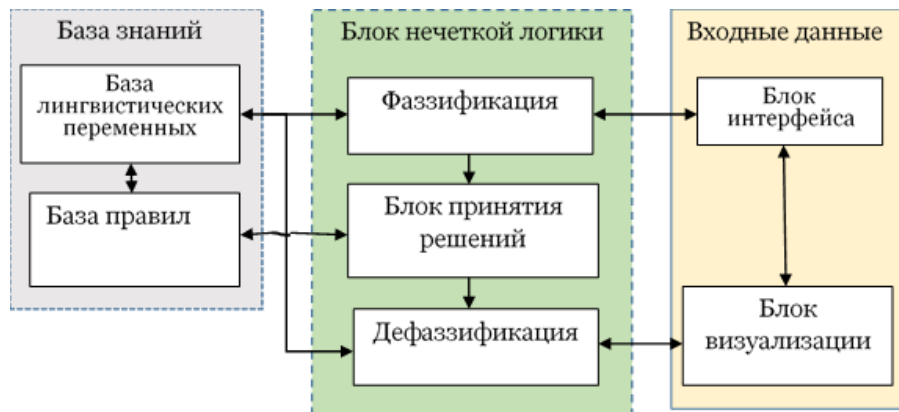 База знаний
База
лингвистических
переменных
База правил
Блок нечеткой логики
Фаззификация
Блок принятия
решений
Дефаззификация
Входные данные
Блок
интерфейса
Блок
визуализации